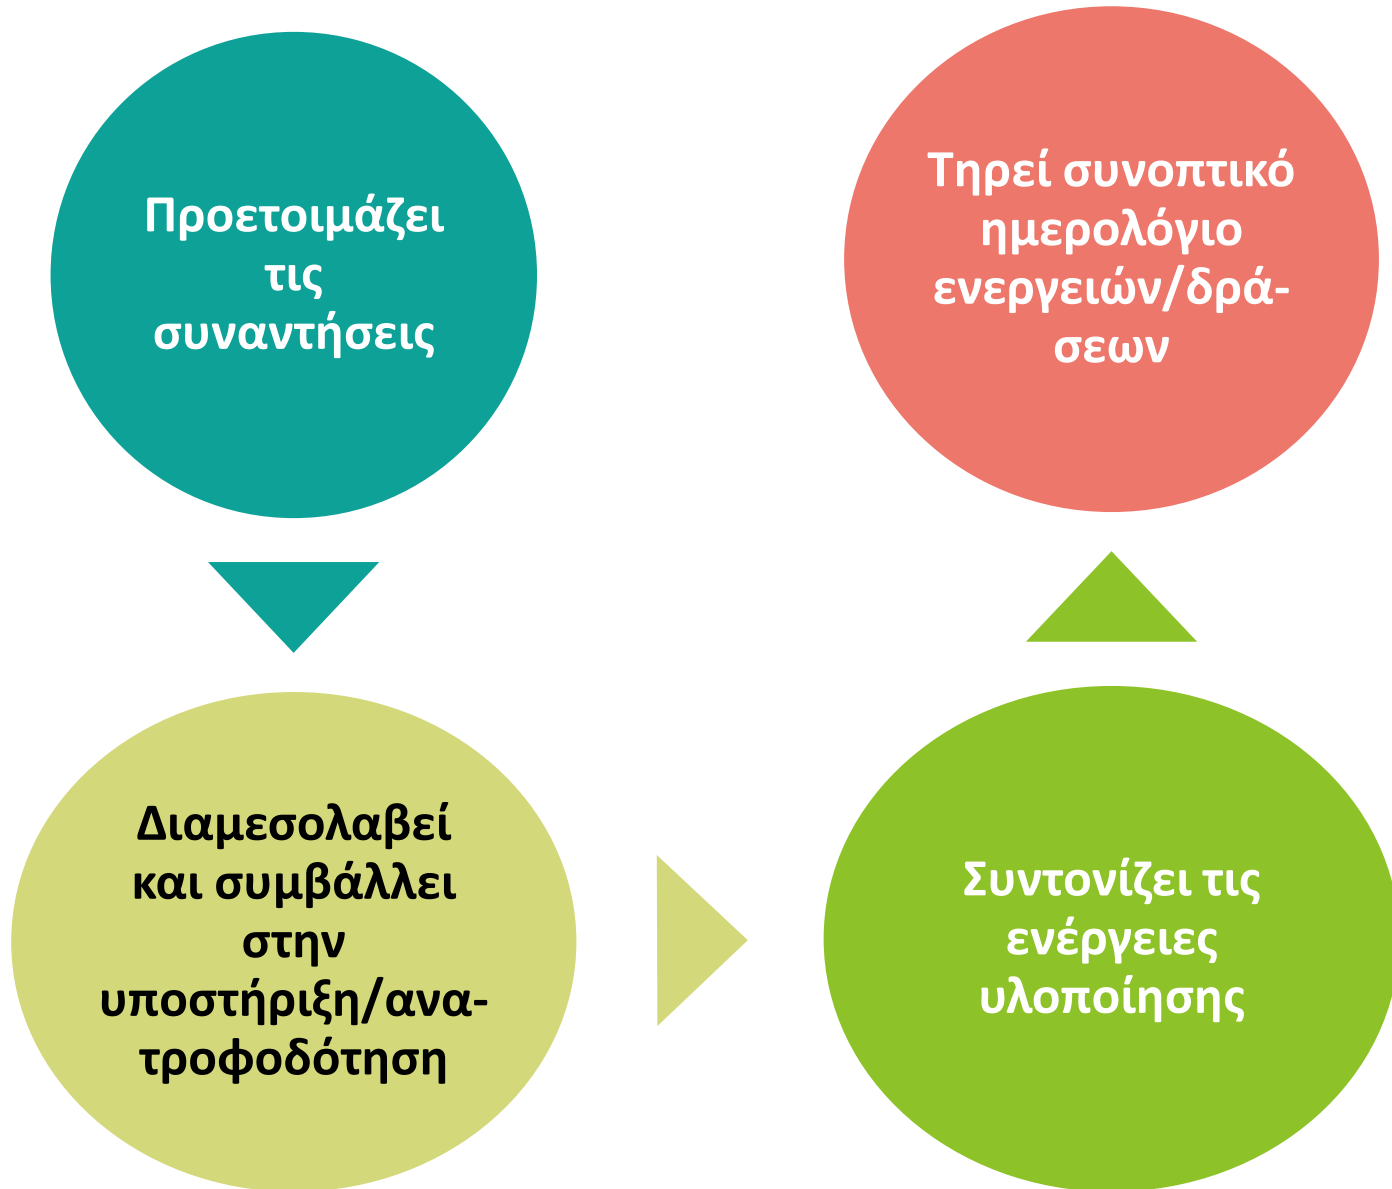 Προετοιμάζει
τις
συναντήσεις
Διαμεσολαβεί
και συμβάλλει
στην
υποστήριξη/ανα-
τροφοδότηση
Συντονίζει τις
ενέργειες
υλοποίησης
Τηρεί συνοπτικό
ημερολόγιο
ενεργειών/δρά-
σεων